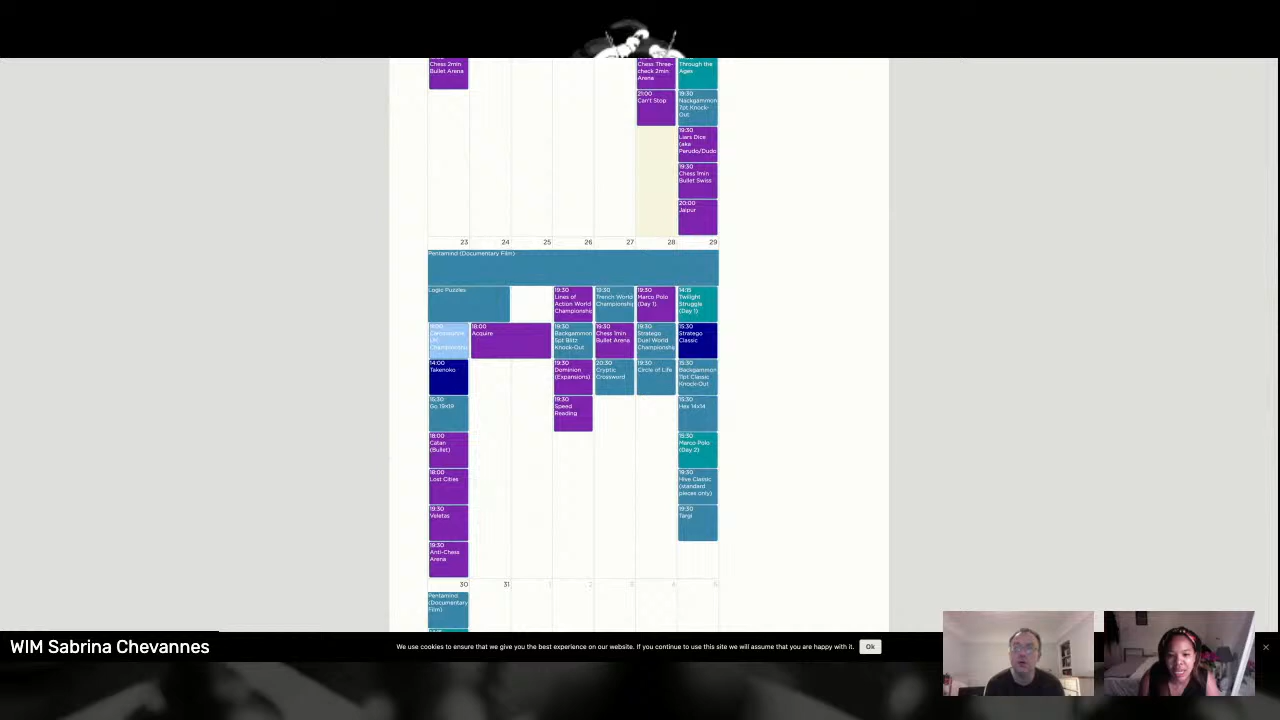 Chess 2min
Bullet Arena
Chess Three-
check 2min
Arena
Through the
Ages
21:00
Can't Stop
19:30
Nackgammon
7pt Knock-
Out
19:30
Liars Dice
(aka
Perudo/Dudo
19:30
Chess 1min
Bullet Swiss
20:00
Jaipur
23 24 25 26 27 28 29
Pentamind (Documentary Film)
Logic Puzzles
19:30
Lines of
Action World
Championship
19:30
Trench World
Championship
19:30
Marco Polo
(Day 1)
14:15
Twilight
Struggle
(Day 1)
18:00
Acquire
19:30
Backgammon
5pt Blitz
Knock-Out
19:30
Chess 1min
Bullet Arena
19:30
Stratego
Duel World
Championship
15:30
Stratego
Classic
14:00
Takenoko
19:30
Dominion
(Expansions)
20:30
Cryptic
Crossword
19:30
Circle of Life
15:30
Backgammon
11pt Classic
Knock-Out
15:30
Go 19x19
19:30
Speed
Reading
15:30
Hex 14x14
18:00
Catan
(Bullet)
15:30
Marco Polo
(Day 2)
18:00
Lost Cities
19:30
Hive Classic
(standard
pieces only)
19:30
Veletas
19:30
Targi
19:30
Anti-Chess
Arena
30 31 1 2 3 4 5
Pentamind
(Documentary
Film)
WIM Sabrina Chevannes
We use cookies to ensure that we give you the best experience on our website. If you continue to use this site we will assume that you are happy with it. Ok